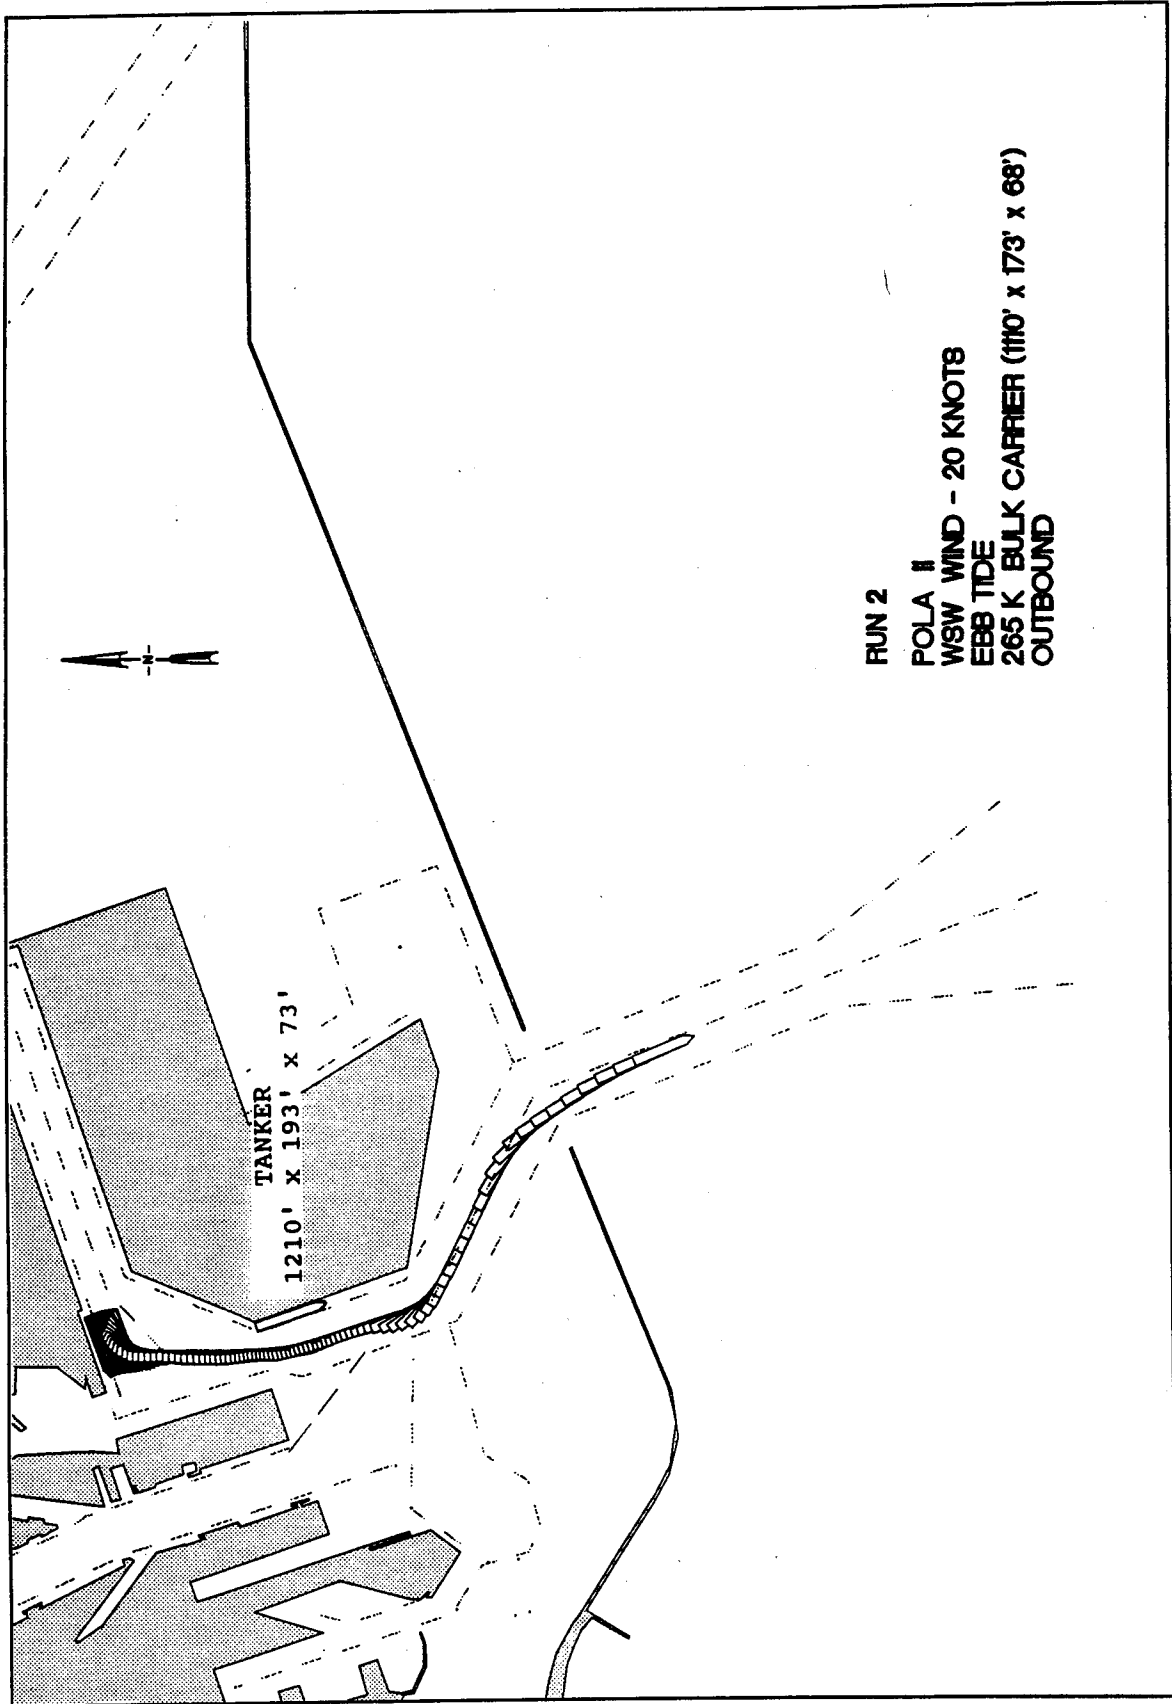 -N-
TANKER
1210' x 193' x 73'
RUN 2
POLA II
WSW WIND - 20 KNOTS
EBB TIDE
265 K BULK CARRIER (1110' x 173' x 68')
OUTBOUND